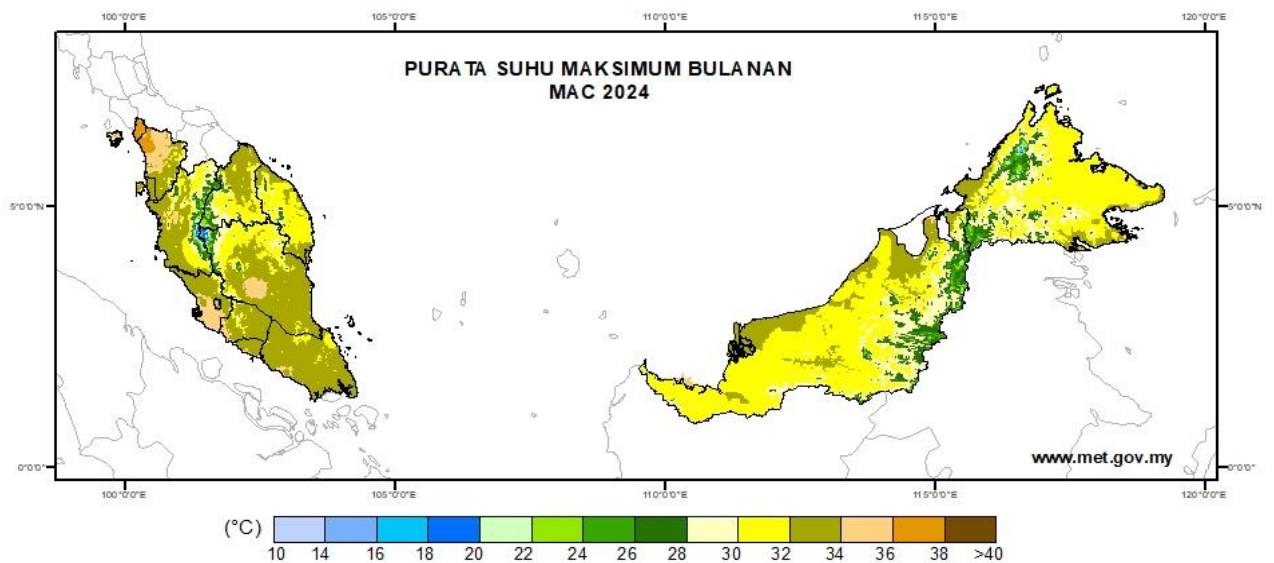 100°0'0"E 105°0'0"E 110°0'0"E 115°0'0"E 120°0'0"E
PURATA SUHU MAKSIMUM BULANAN
MAC 2024
5°0'0"N 5°0'0"N
www.met.gov.my
0°0'0" 0°0'0"
100°0'0"E 105°0'0"E 110°0'0"E 115°0'0"E 120°0'0"E
(°C)
10 14 16 18 20 22 24 26 28 30 32 34 36 38 >40